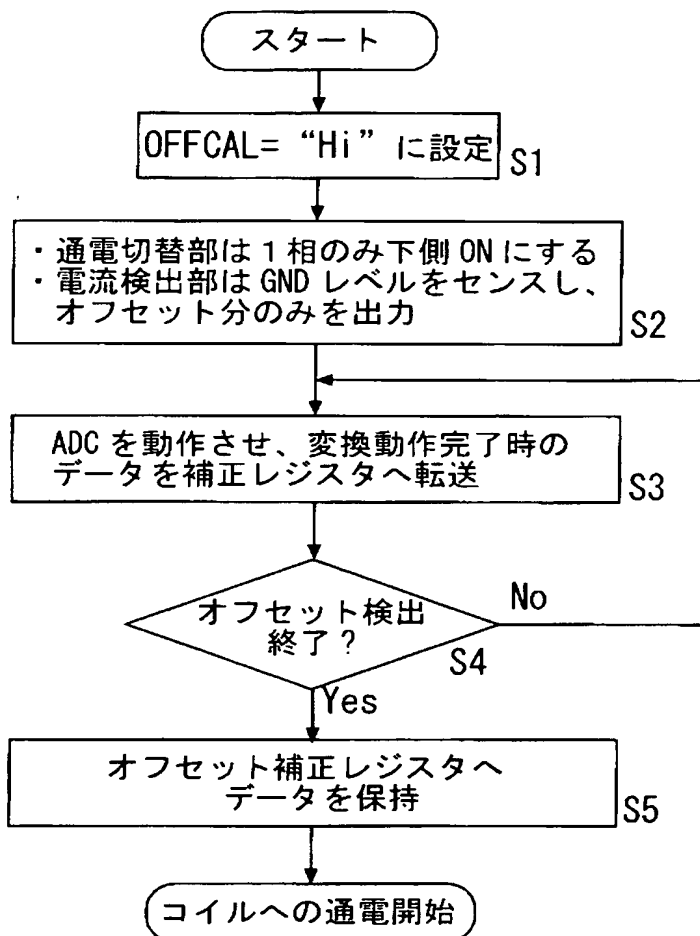 スタート
OFFCAL= “Hi” に設定
S1
・通電切替部は1相のみ下側ONにする
・電流検出部はGNDレベルをセンスし、
オフセット分のみを出力
S2
ADCを動作させ、変換動作完了時の
データを補正レジスタへ転送
S3
オフセット検出
終了?
No
S4
Yes
オフセット補正レジスタへ
データを保持
S5
コイルへの通電開始